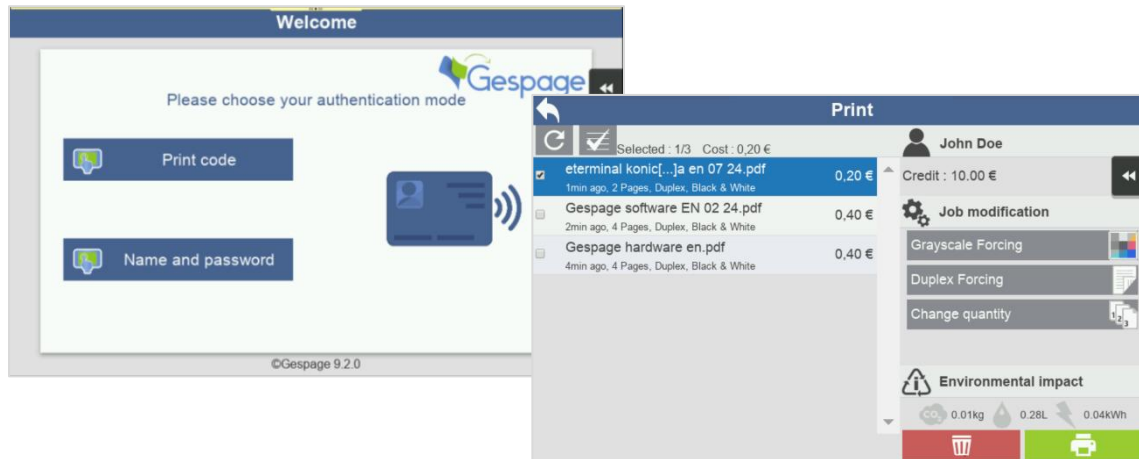 Welcome
Gespage
Please choose your authentication mode
Print code
Name and password
©Gespage 9.2.0
Print
Selected : 1/3 Cost : 0,20 €
eterminal konic[...]a en 07 24.pdf 0,20 €
1min ago, 2 Pages, Duplex, Black & White
Gespage software EN 02 24.pdf 0,40 €
2min ago, 4 Pages, Duplex, Black & White
Gespage hardware en.pdf 0,40 €
4min ago, 4 Pages, Duplex, Black & White
John Doe
Credit : 10.00 €
Job modification
Grayscale Forcing
Duplex Forcing
Change quantity
1 2 3
Environmental impact
CO2 0.01kg 0.28L 0.04kWh